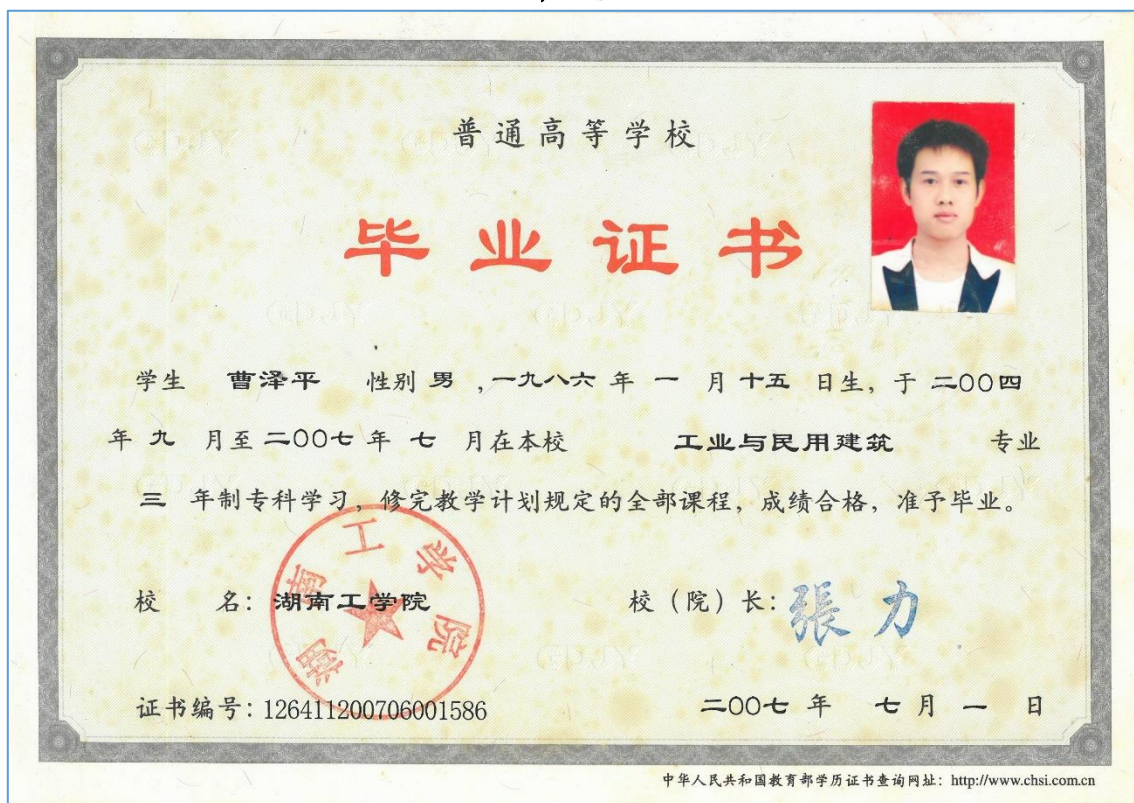 普通高等学校
毕业证书
学生 曹泽平 性别 男 ,一九八六 年 一 月 十五 日生, 于 二〇〇四
年 九 月至 二〇〇七 年 七 月在本校 工业与民用建筑 专业
三 年制专科学习, 修完教学计划规定的全部课程, 成绩合格, 准予毕业。
校 名: 湖南工学院 校（院）长: 張力
湖南工学院
证书编号: 126411200706001586 二〇〇七 年 七 月 一 日
中华人民共和国教育部学历证书查询网址: http://www.chsi.com.cn